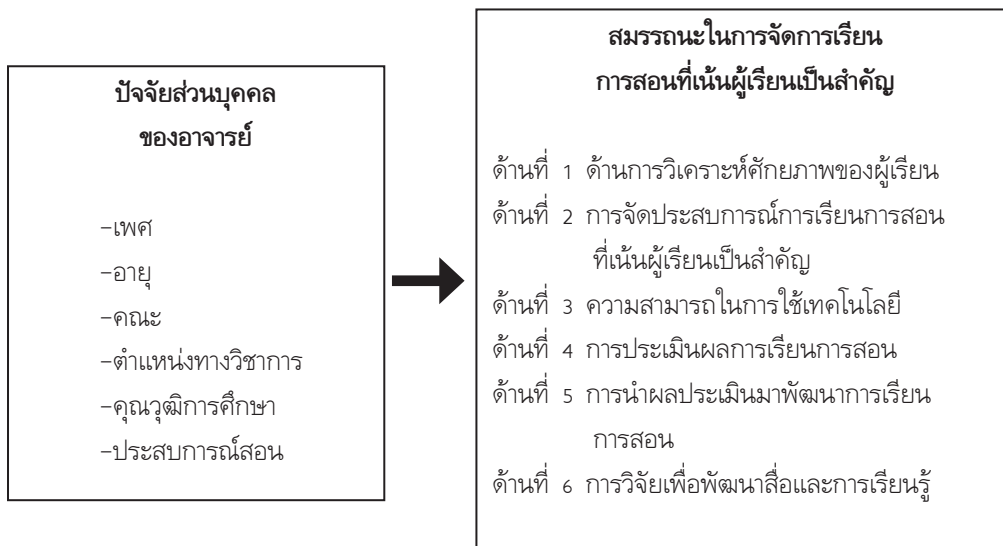 ปัจจัยส่วนบุคคล
ของอาจารย์
-เพศ
-อายุ
-คณะ
-ตำแหน่งทางวิชาการ
-คุณวุฒิการศึกษา
-ประสบการณ์สอน
สมรรถนะในการจัดการเรียน
การสอนที่เน้นผู้เรียนเป็นสำคัญ
ด้านที่ 1 ด้านการวิเคราะห์ศักยภาพของผู้เรียน
ด้านที่ 2 การจัดประสบการณ์การเรียนการสอน
ที่เน้นผู้เรียนเป็นสำคัญ
ด้านที่ 3 ความสามารถในการใช้เทคโนโลยี
ด้านที่ 4 การประเมินผลการเรียนการสอน
ด้านที่ 5 การนำผลประเมินมาพัฒนาการเรียน
การสอน
ด้านที่ 6 การวิจัยเพื่อพัฒนาสื่อและการเรียนรู้